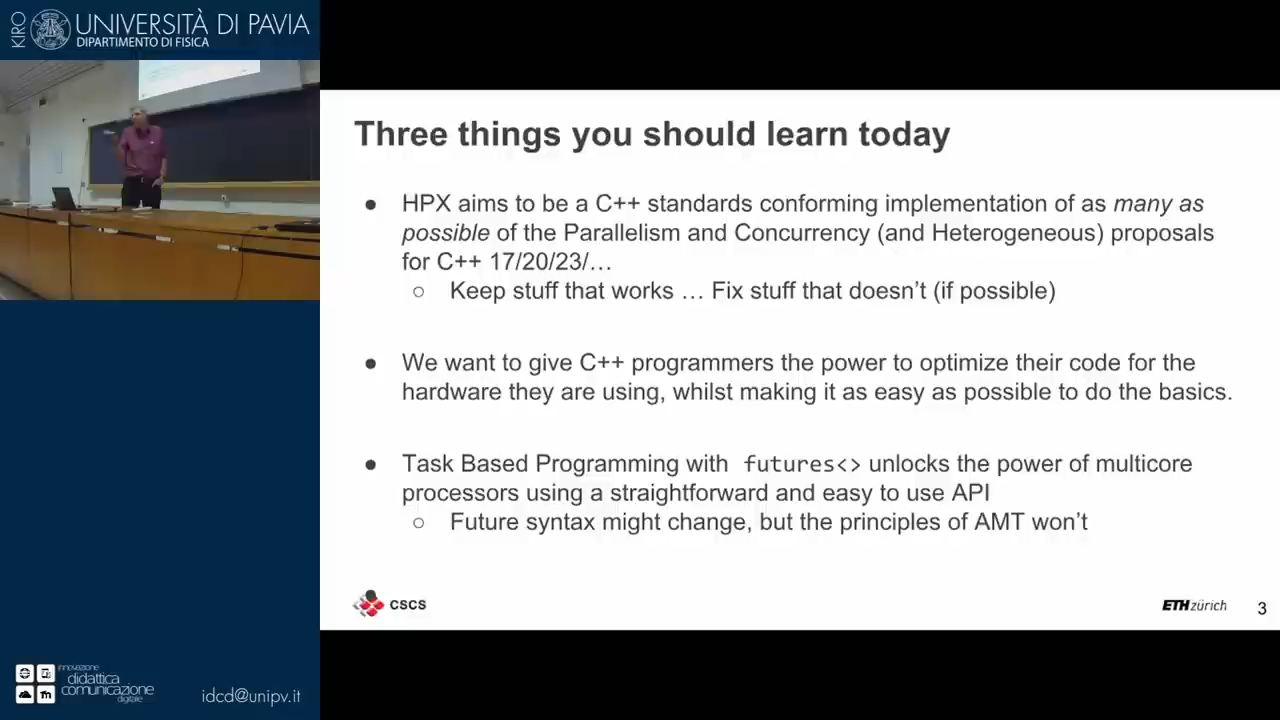 KIRO
UNIVERSITÀ DI PAVIA
DIPARTIMENTO DI FISICA
Three things you should learn today
● HPX aims to be a C++ standards conforming implementation of as many as
possible of the Parallelism and Concurrency (and Heterogeneous) proposals
for C++ 17/20/23/…
○ Keep stuff that works … Fix stuff that doesn’t (if possible)
● We want to give C++ programmers the power to optimize their code for the
hardware they are using, whilst making it as easy as possible to do the basics.
● Task Based Programming with futures<> unlocks the power of multicore
processors using a straightforward and easy to use API
○ Future syntax might change, but the principles of AMT won’t
CSCS
ETH zürich
3
innovazione
didattica
comunicazione
digitale
idcd@unipv.it